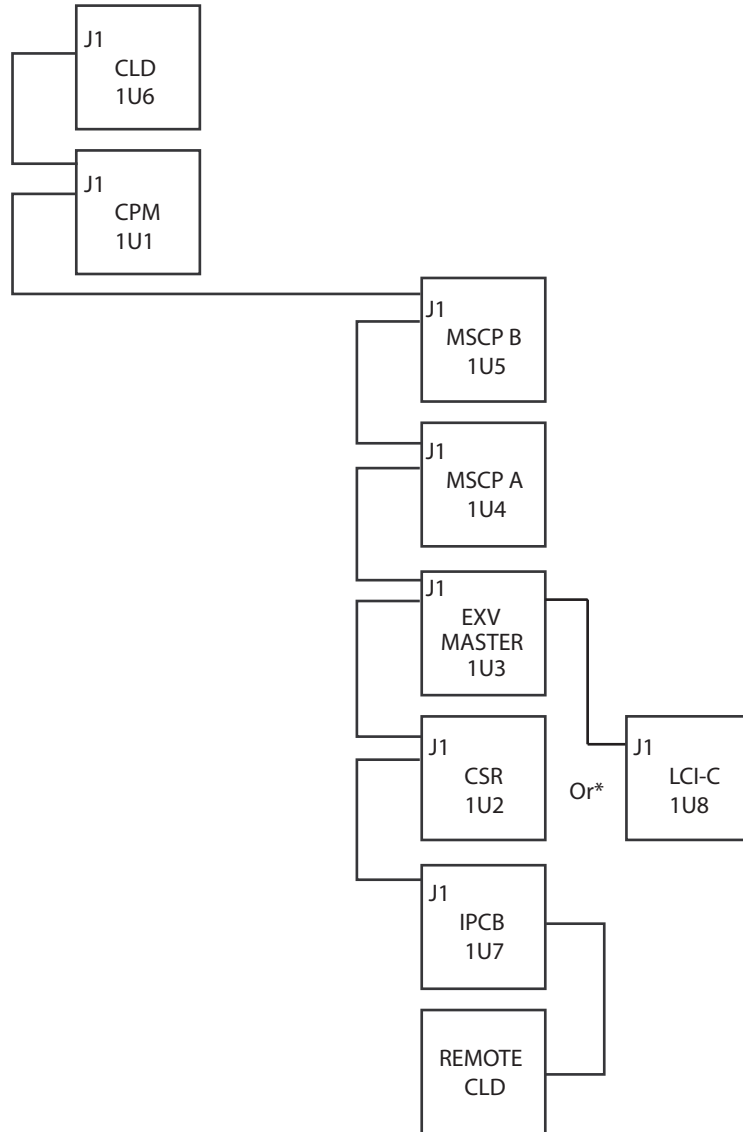 J1
CLD
1U6
J1
CPM
1U1
J1
MSCP B
1U5
J1
MSCP A
1U4
J1
EXV
MASTER
1U3
J1
CSR
1U2
Or*
J1
LCI-C
1U8
J1
IPCB
1U7
REMOTE
CLD